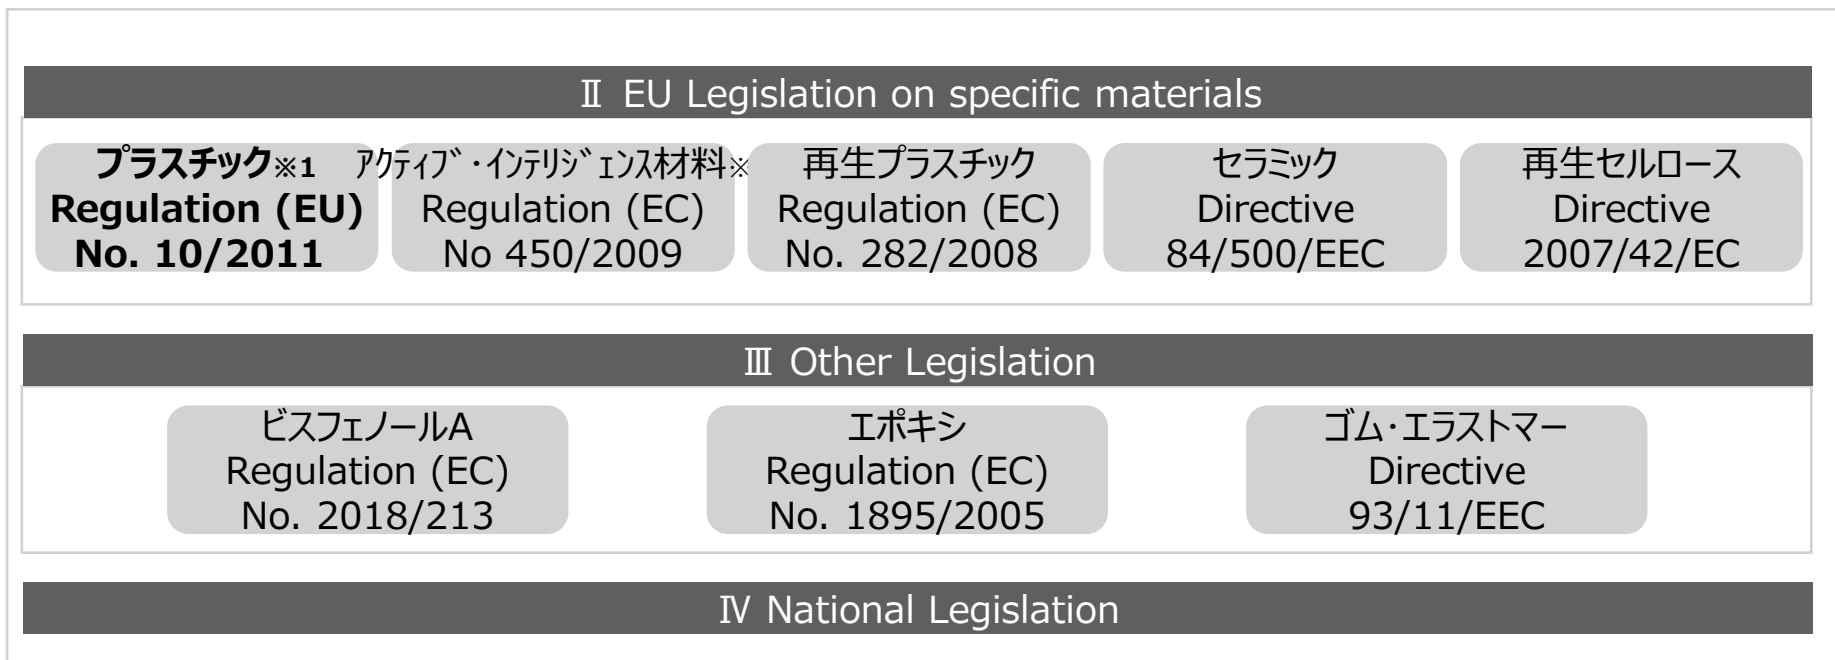 Ⅱ EU Legislation on specific materials
プラスチック※1
Regulation (EU)
No. 10/2011
ｱｸﾃｨﾌﾞ・ｲﾝﾃﾘｼﾞｪﾝｽ材料※
Regulation (EC)
No 450/2009
再生プラスチック
Regulation (EC)
No. 282/2008
セラミック
Directive
84/500/EEC
再生セルロース
Directive
2007/42/EC
Ⅲ Other Legislation
ビスフェノールA
Regulation (EC)
No. 2018/213
エポキシ
Regulation (EC)
No. 1895/2005
ゴム・エラストマー
Directive
93/11/EEC
Ⅳ National Legislation